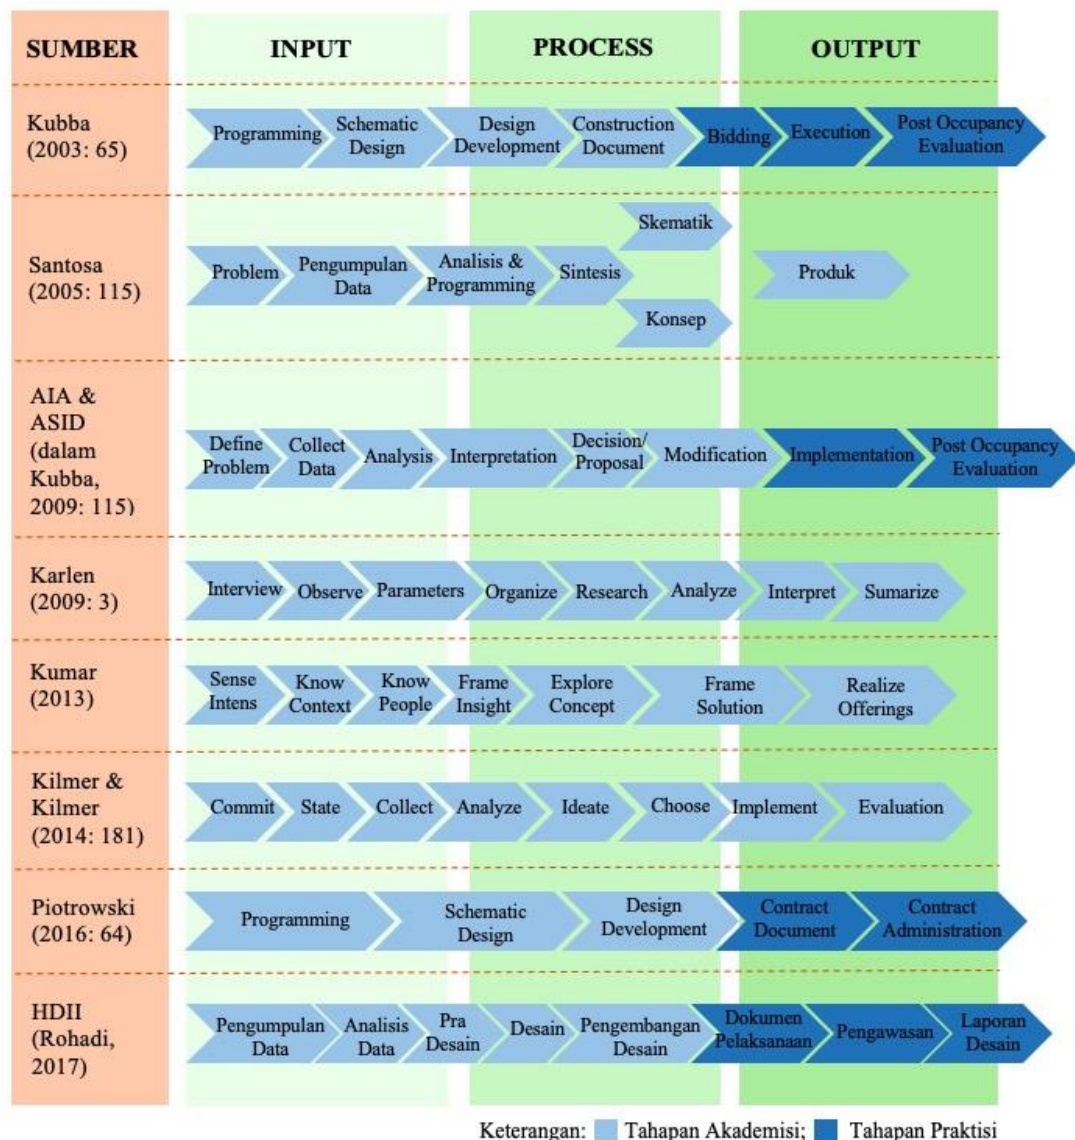 SUMBER
INPUT
PROCESS
OUTPUT
Kubba
(2003: 65)
Programming
Schematic
Design
Design
Development
Construction
Document
Bidding
Execution
Post Occupancy
Evaluation
Santosa
(2005: 115)
Problem
Pengumpulan
Data
Analisis &
Programming
Sintesis
Skematik
Konsep
Produk
AIA &
ASID
(dalam
Kubba,
2009: 115)
Define
Problem
Collect
Data
Analysis
Interpretation
Decision/
Proposal
Modification
Implementation
Post Occupancy
Evaluation
Karlen
(2009: 3)
Interview
Observe
Parameters
Organize
Research
Analyze
Interpret
Sumarize
Kumar
(2013)
Sense
Intens
Know
Context
Know
People
Frame
Insight
Explore
Concept
Frame
Solution
Realize
Offerings
Kilmer &
Kilmer
(2014: 181)
Commit
State
Collect
Analyze
Ideate
Choose
Implement
Evaluation
Piotrowski
(2016: 64)
Programming
Schematic
Design
Design
Development
Contract
Document
Contract
Administration
HDII
(Rohadi,
2017)
Pengumpulan
Data
Analisis
Data
Pra
Desain
Desain
Pengembangan
Desain
Dokumen
Pelaksanaan
Pengawasan
Laporan
Desain
Keterangan: Tahapan Akademisi; Tahapan Praktisi